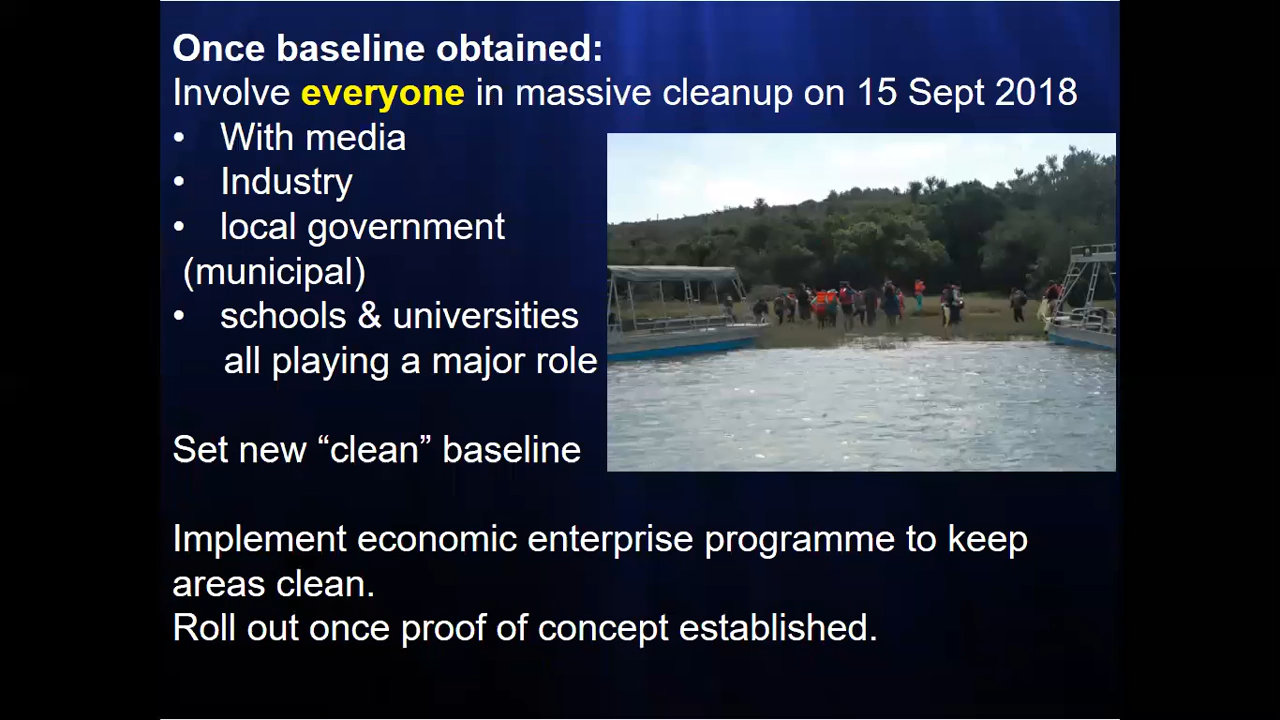 Once baseline obtained:
Involve everyone in massive cleanup on 15 Sept 2018
• With media
• Industry
• local government
(municipal)
• schools & universities
all playing a major role
Set new “clean” baseline
Implement economic enterprise programme to keep
areas clean.
Roll out once proof of concept established.